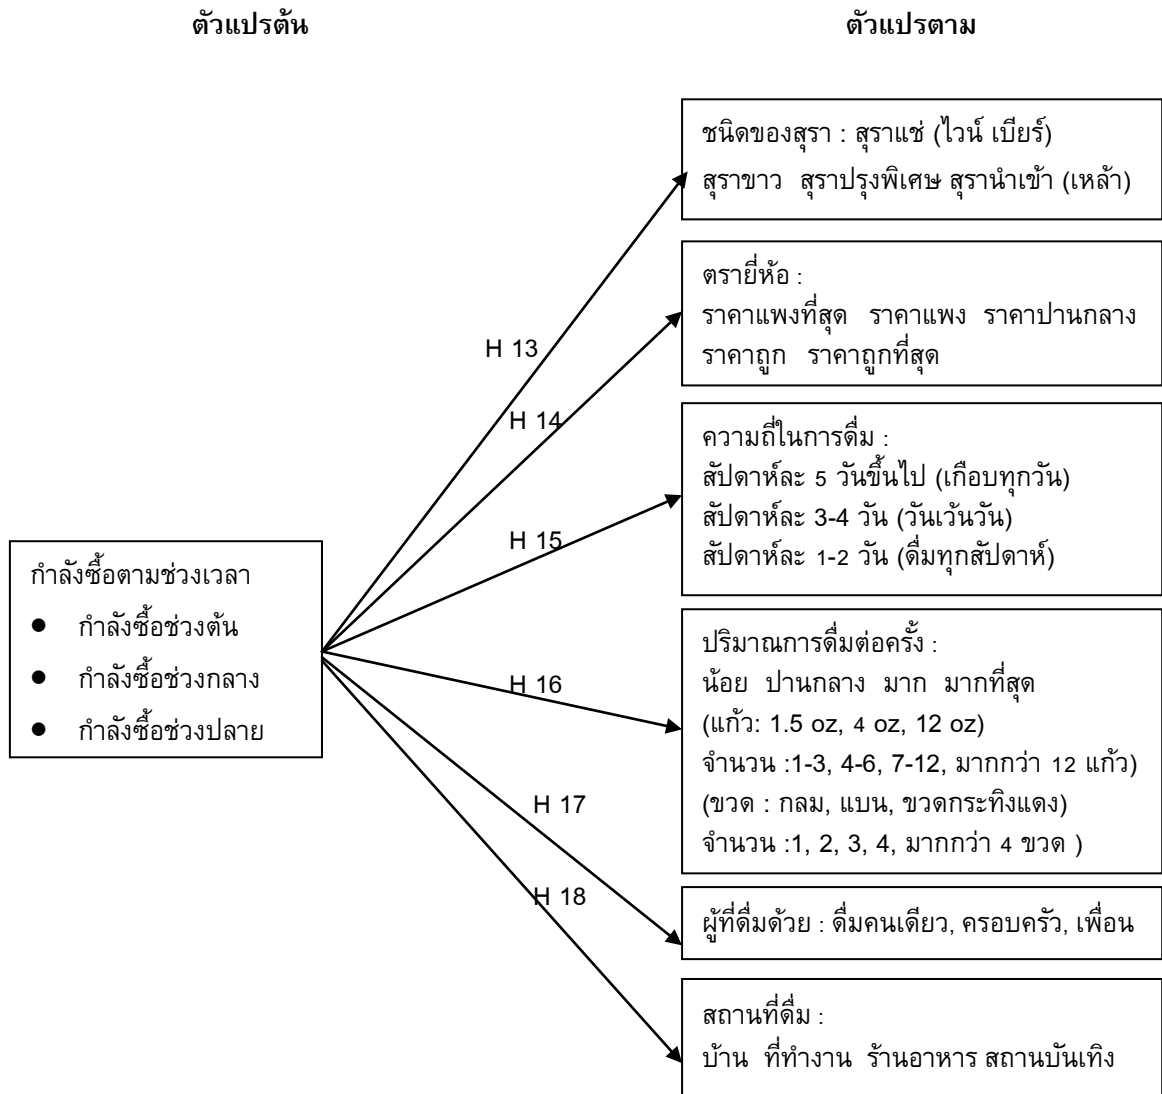 ตัวแปรต้น
ตัวแปรตาม
ชนิดของสุรา : สุราแช่ (ไวน์ เบียร์)
สุราขาว สุราปรุงพิเศษ สุรานำเข้า (เหล้า)
ตรายี่ห้อ :
ราคาแพงที่สุด ราคาแพง ราคาปานกลาง
ราคาถูก ราคาถูกที่สุด
H 13
H 14
ความถี่ในการดื่ม :
สัปดาห์ละ 5 วันขึ้นไป (เกือบทุกวัน)
สัปดาห์ละ 3-4 วัน (วันเว้นวัน)
สัปดาห์ละ 1-2 วัน (ดื่มทุกสัปดาห์)
H 15
กำลังซื้อตามช่วงเวลา
● กำลังซื้อช่วงต้น
● กำลังซื้อช่วงกลาง
● กำลังซื้อช่วงปลาย
H 16
ปริมาณการดื่มต่อครั้ง :
น้อย ปานกลาง มาก มากที่สุด
(แก้ว: 1.5 oz, 4 oz, 12 oz)
จำนวน :1-3, 4-6, 7-12, มากกว่า 12 แก้ว)
(ขวด : กลม, แบน, ขวดกระทิงแดง)
จำนวน :1, 2, 3, 4, มากกว่า 4 ขวด )
H 17
H 18
ผู้ที่ดื่มด้วย : ดื่มคนเดียว, ครอบครัว, เพื่อน
สถานที่ดื่ม :
บ้าน ที่ทำงาน ร้านอาหาร สถานบันเทิง